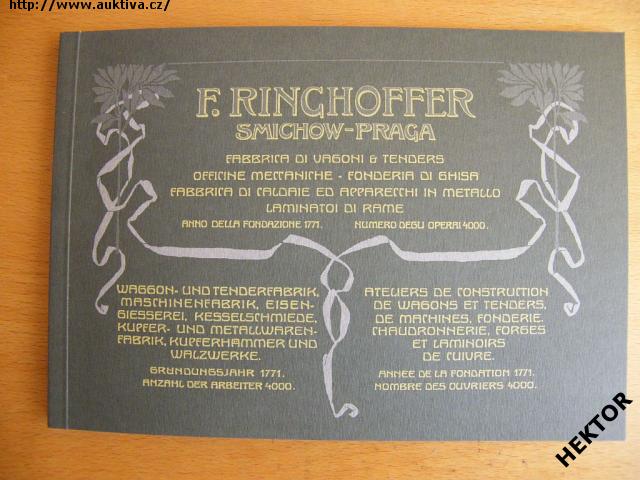 http://www.auktiva.cz/
F. RINGHOFFER
SMICHOW-PRAGA
FABBRICA DI VAGONI & TENDERS
OFFICINE MECCANICHE - FONDERIA DI GHISA
FABBRICA DI CALDAIE ED APPARECCHI IN METALLO
LAMINATOI DI RAME
ANNO DELLA FONDAZIONE 1771. NUMERO DEGLI OPERAI 4000.
WAGGON- UND TENDERFABRIK,
MASCHINENFABRIK, EISEN-
GIESSEREI, KESSELSCHMIEDE,
KUPFER- UND METALLWAREN-
FABRIK, KUPFERHÄMMER UND
WALZWERKE.
GRÜNDUNGSJAHR 1771.
ANZAHL DER ARBEITER 4000.
ATELIERS DE CONSTRUCTION
DE WAGONS ET TENDERS,
DE MACHINES, FONDERIE,
CHAUDRONNERIE, FORGES
ET LAMINOIRS
DE CUIVRE.
ANNÉE DE LA FONDATION 1771.
NOMBRE DES OUVRIERS 4000.
HEKTOR